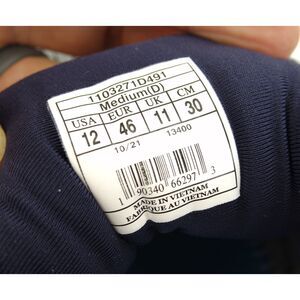 1103271D491
Medium(D)
USA EUR UK CM
12 46 11 30
10/21 13400
1 90340 66297 3
MADE IN VIETNAM
FABRIQUE AU VIETNAM